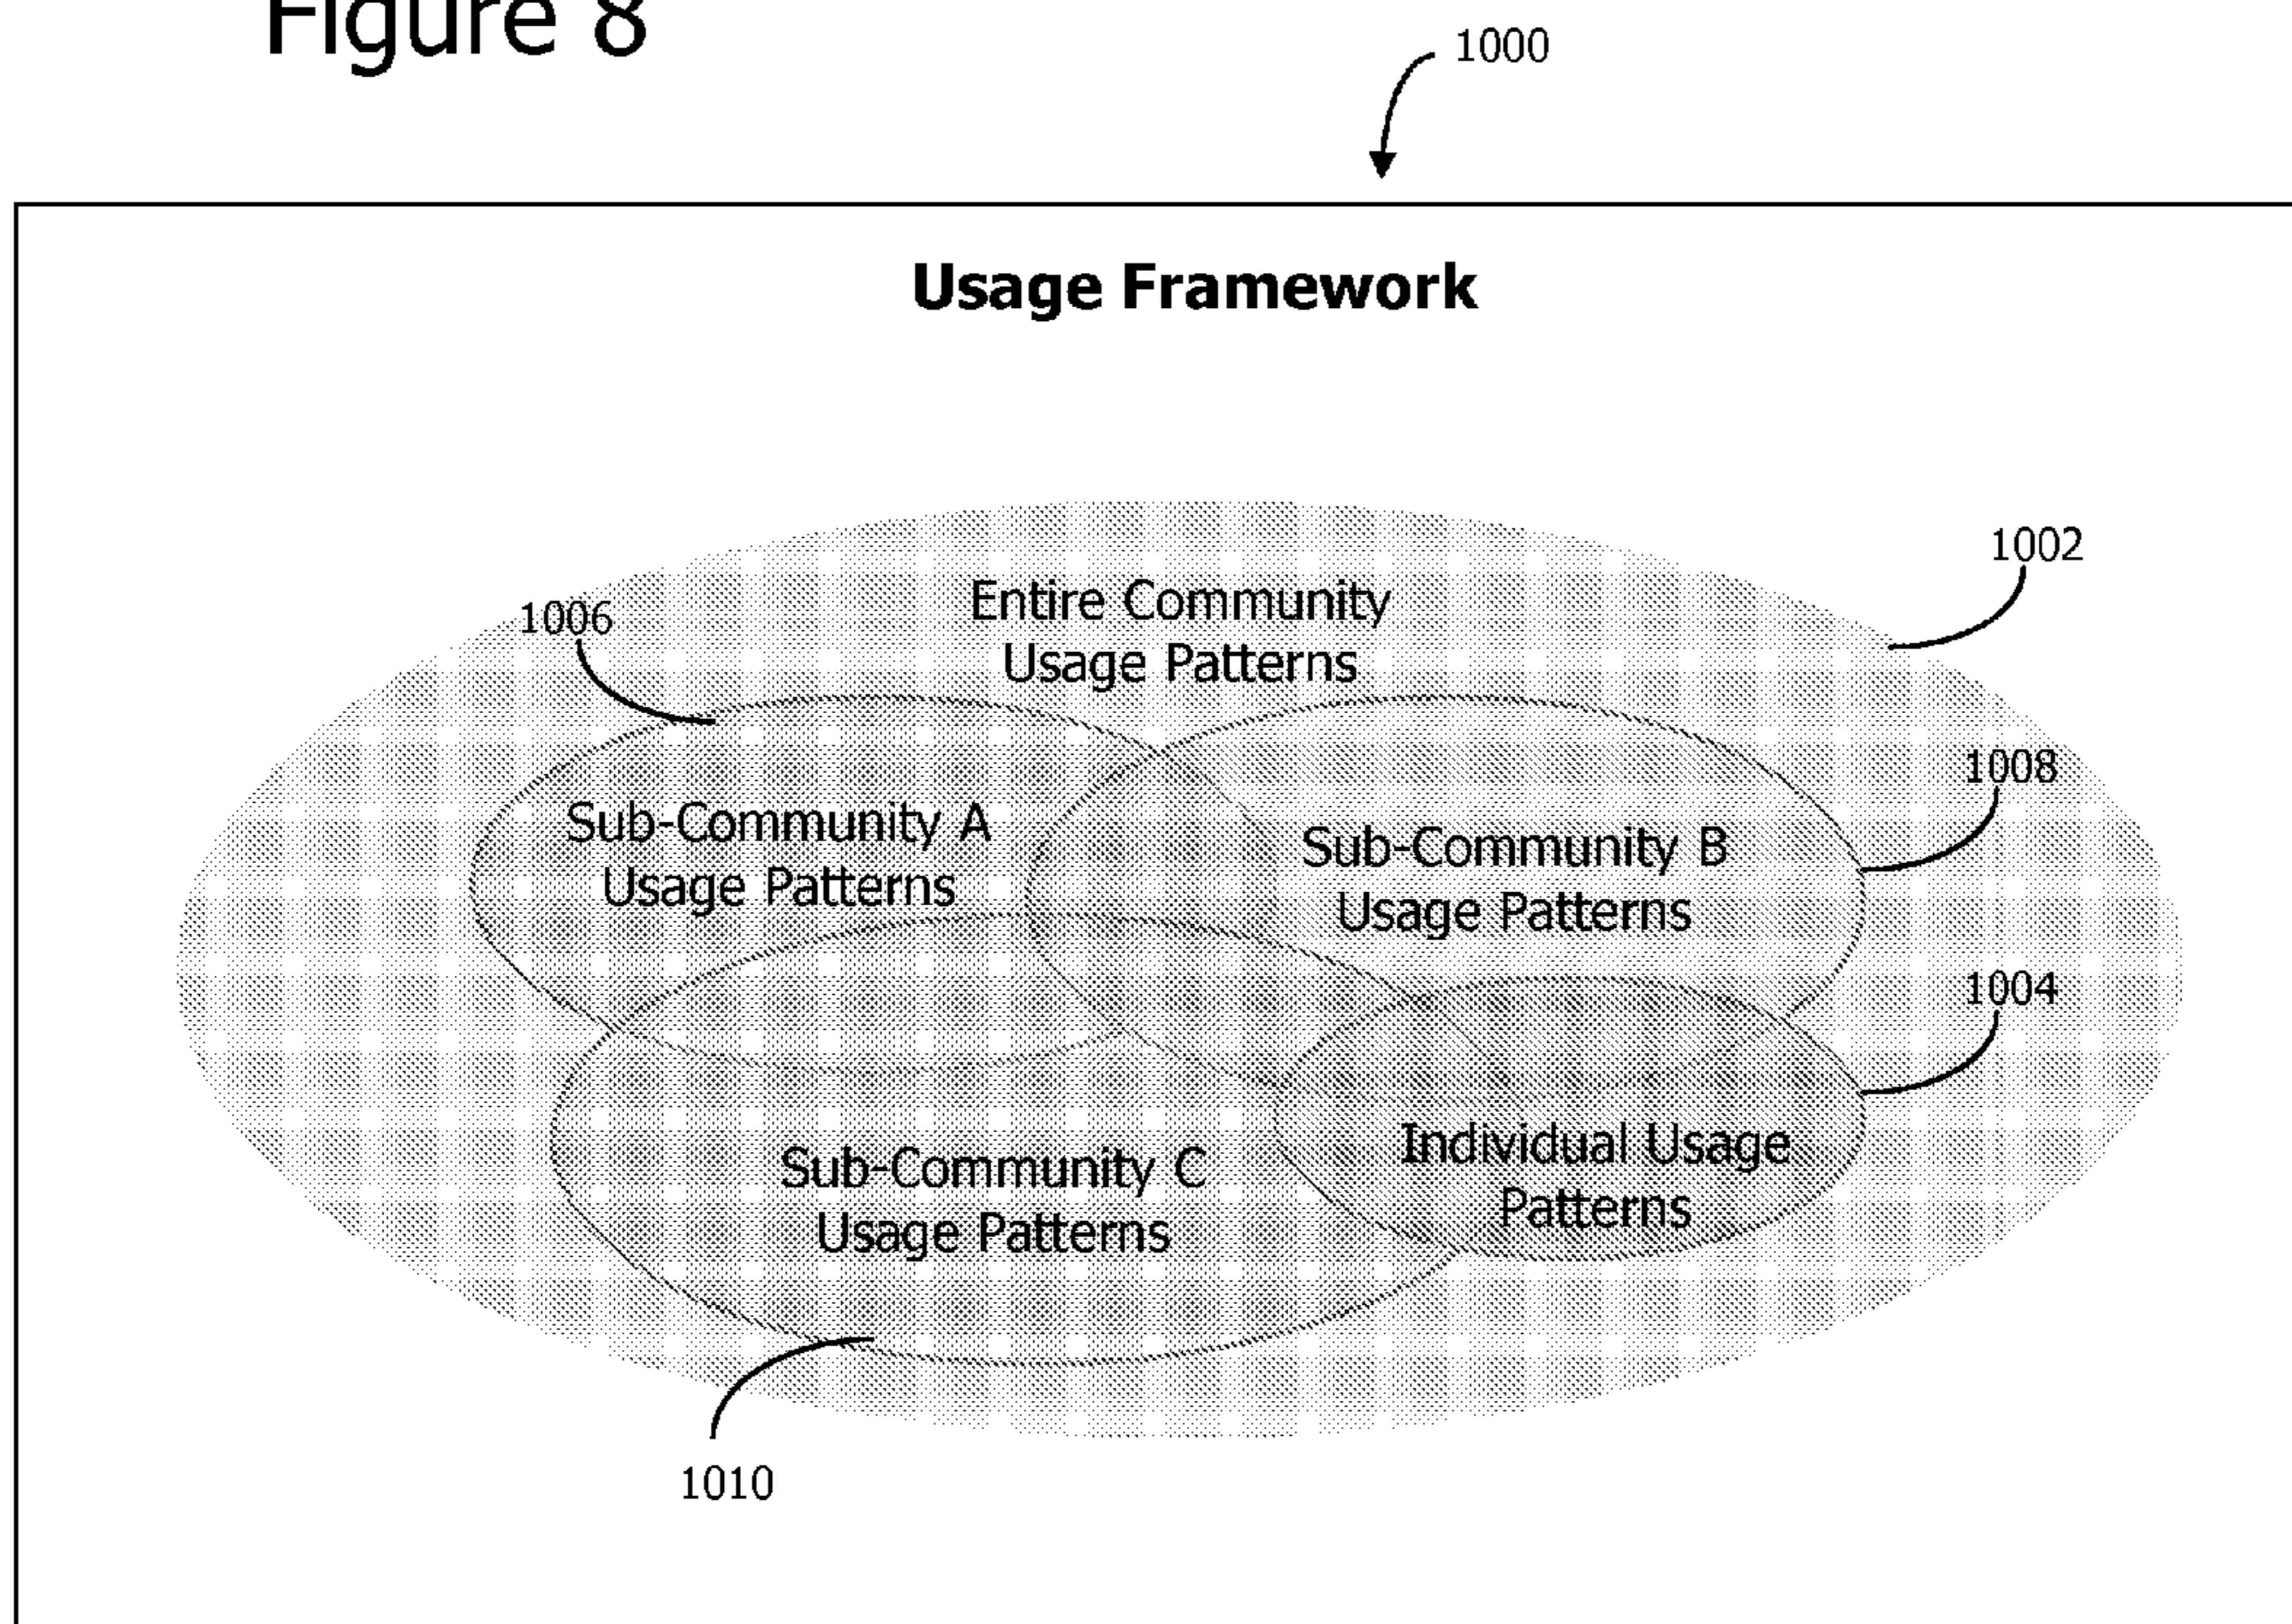 Figure 8
1000
Usage Framework
1002
Entire Community
Usage Patterns
1006
1008
Sub-Community A
Usage Patterns
Sub-Community B
Usage Patterns
1004
Individual Usage
Patterns
Sub-Community C
Usage Patterns
1010